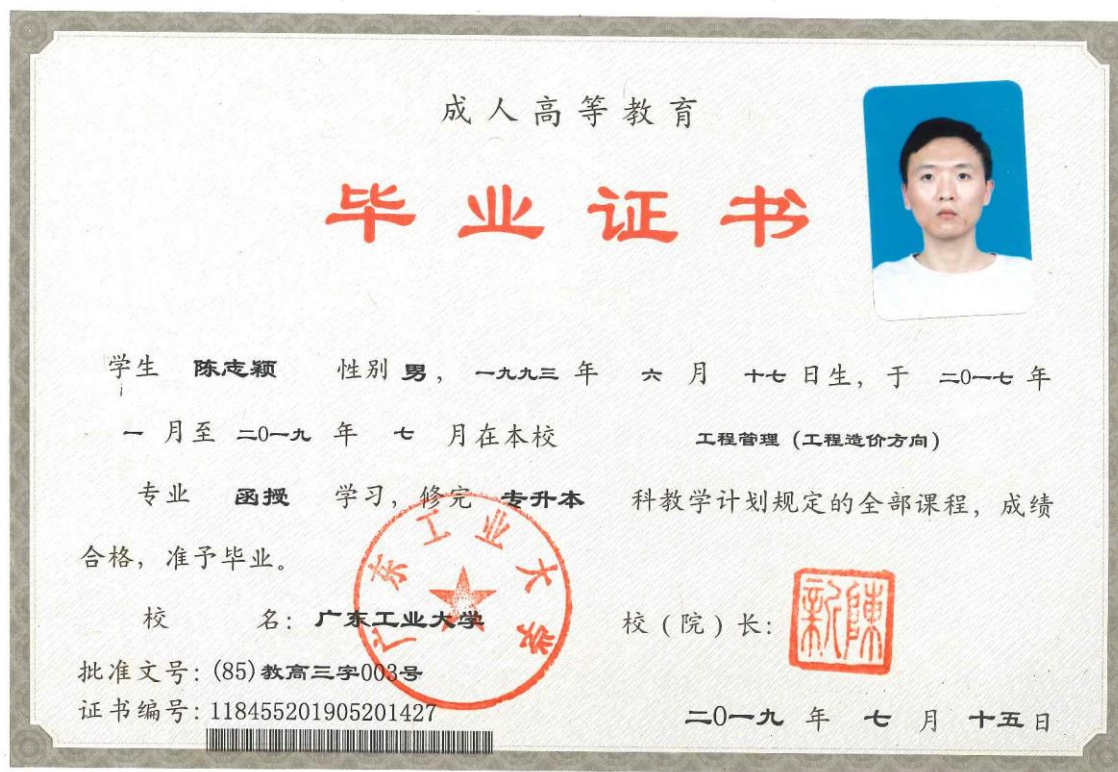 成人高等教育
毕业证书
学生 陈志颖 性别 男, 一九九三 年 六 月 十七 日生, 于 二0一七 年
一 月至 二0一九 年 七 月在本校 工程管理（工程造价方向）
专业 函授 学习, 修完 专升本 科教学计划规定的全部课程, 成绩
合格, 准予毕业。
校 名: 广东工业大学 校(院)长: 陈新
批准文号: (85)教高三字003号
证书编号: 118455201905201427
二0一九 年 七 月 十五 日
广东工业大学